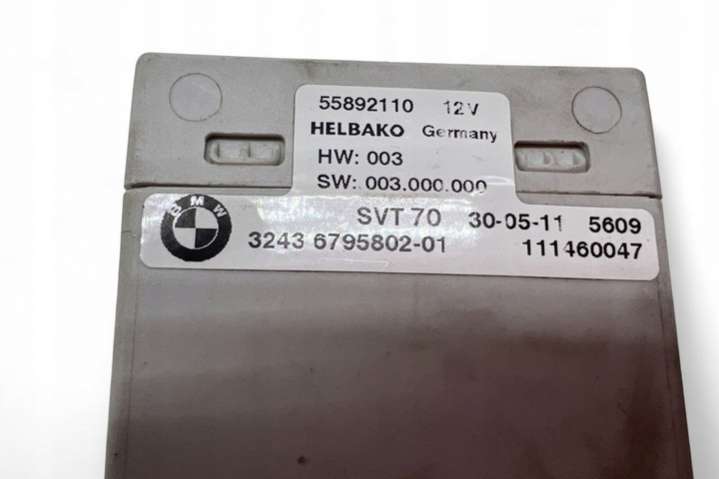 55892110 12V
HELBAKO Germany
HW: 003
SW: 003.000.000
BMW
SVT 70 30-05-11 5609
3243 6795802-01 111460047